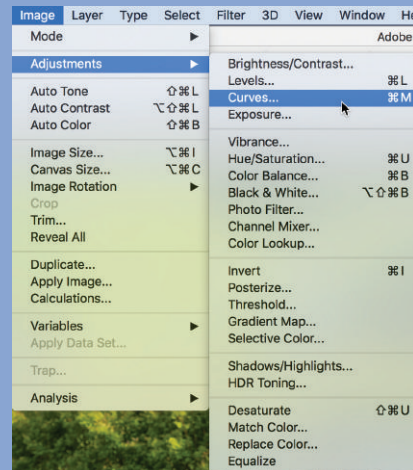 Image Layer Type Select Filter 3D View Window He
Adobe
Mode ▶
Adjustments ▶
Auto Tone ⇧⌘L
Auto Contrast ⌥⇧⌘L
Auto Color ⇧⌘B
Image Size... ⌥⌘I
Canvas Size... ⌥⌘C
Image Rotation ▶
Crop
Trim...
Reveal All
Duplicate...
Apply Image...
Calculations...
Variables ▶
Apply Data Set...
Trap...
Analysis ▶
Brightness/Contrast...
Levels... ⌘L
Curves... ⌘M
Exposure...
Vibrance...
Hue/Saturation... ⌘U
Color Balance... ⌘B
Black & White... ⌥⇧⌘B
Photo Filter...
Channel Mixer...
Color Lookup...
Invert ⌘I
Posterize...
Threshold...
Gradient Map...
Selective Color...
Shadows/Highlights...
HDR Toning...
Desaturate ⇧⌘U
Match Color...
Replace Color...
Equalize